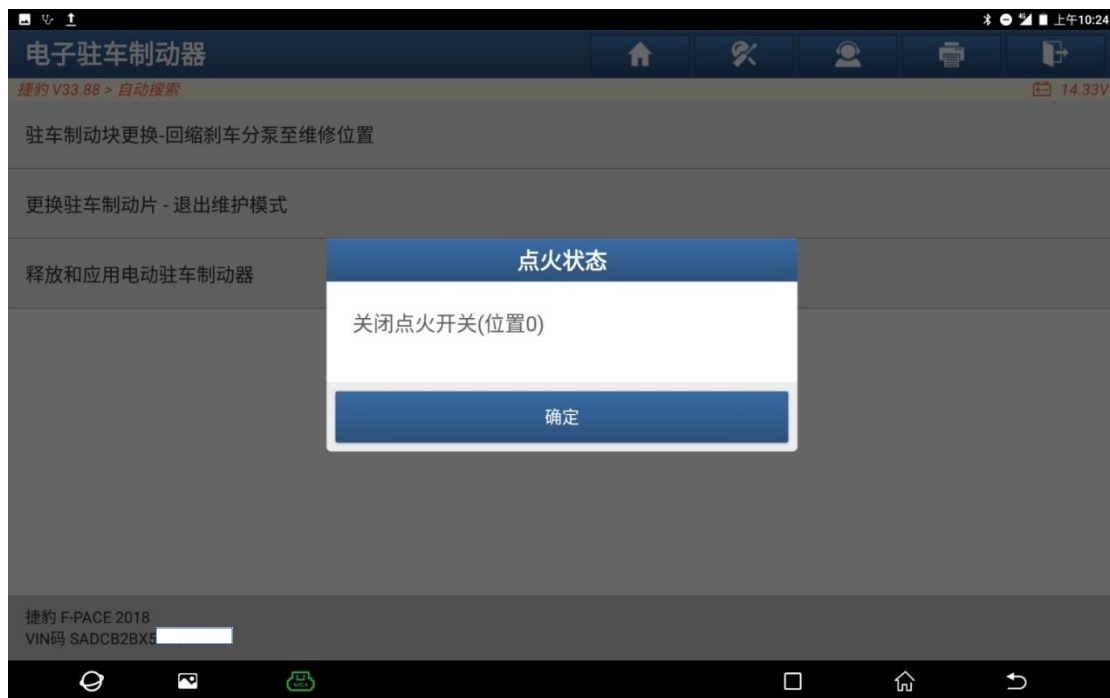 上午10:24
电子驻车制动器
捷豹 V33.88 > 自动搜索
14.33V
驻车制动块更换-回缩刹车分泵至维修位置
更换驻车制动片 - 退出维护模式
释放和应用电动驻车制动器
点火状态
关闭点火开关(位置0)
确定
捷豹 F-PACE 2018
VIN码 SADCB2BX5
VCI